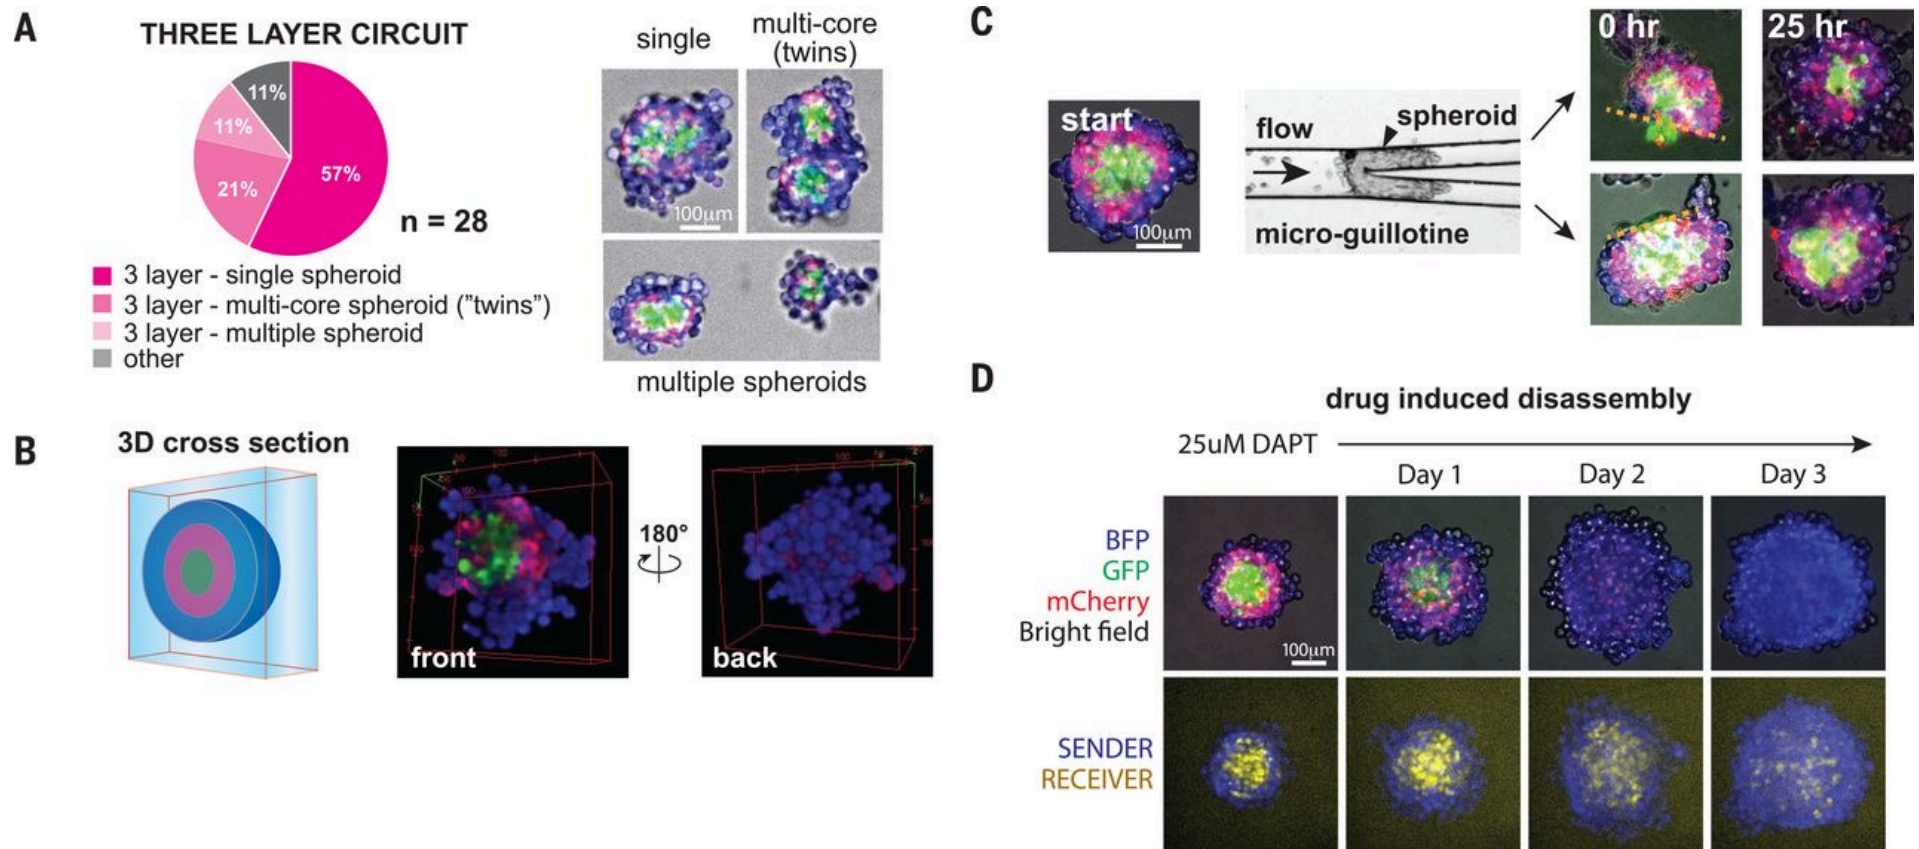 A
THREE LAYER CIRCUIT
57%
21%
11%
11%
n = 28
3 layer - single spheroid
3 layer - multi-core spheroid ("twins")
3 layer - multiple spheroid
other
single
multi-core
(twins)
100μm
multiple spheroids
B
3D cross section
front
180°
back
C
start
100μm
flow
spheroid
micro-guillotine
0 hr
25 hr
D
drug induced disassembly
25uM DAPT
Day 1
Day 2
Day 3
BFP
GFP
mCherry
Bright field
100μm
SENDER
RECEIVER